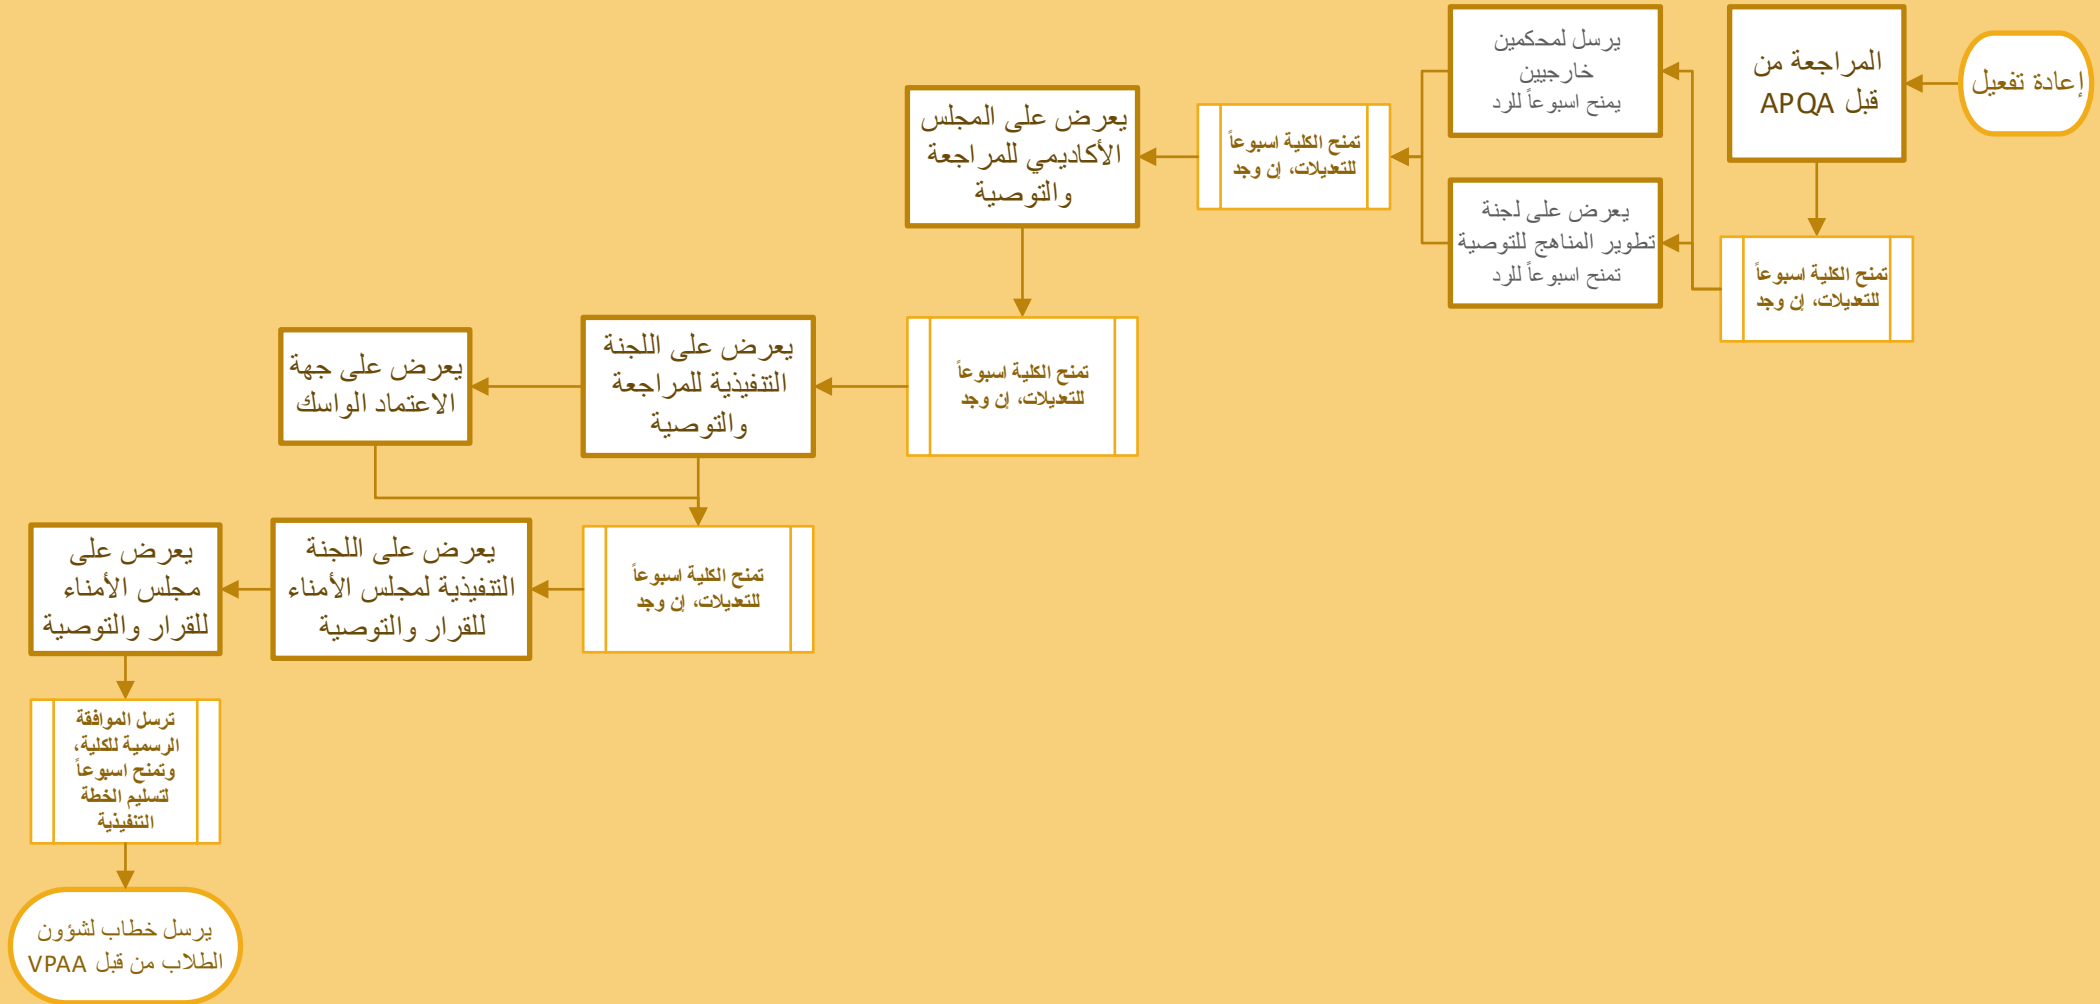 إعادة تفعيل
المراجعة من
قبل APQA
تمنح الكلية اسبوعاً
للتعديلات، إن وجد
يرسل لمحكمين
خارجيين
يمنح اسبوعاً للرد
يعرض على لجنة
تطوير المناهج للتوصية
تمنح اسبوعاً للرد
تمنح الكلية اسبوعاً
للتعديلات، إن وجد
يعرض على المجلس
الأكاديمي للمراجعة
والتوصية
تمنح الكلية اسبوعاً
للتعديلات، إن وجد
يعرض على اللجنة
التنفيذية للمراجعة
والتوصية
يعرض على جهة
الاعتماد الواسك
تمنح الكلية اسبوعاً
للتعديلات، إن وجد
يعرض على اللجنة
التنفيذية لمجلس الأمناء
للقرار والتوصية
يعرض على
مجلس الأمناء
للقرار والتوصية
ترسل الموافقة
الرسمية للكلية،
وتمنح اسبوعاً
لتسليم الخطة
التنفيذية
يرسل خطاب لشؤون
الطلاب من قبل VPAA